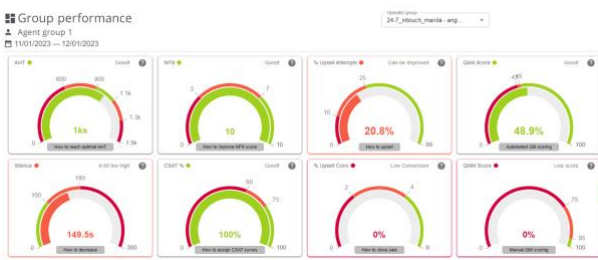 Group performance
Operator group
24-7_intouch_manila - eng...
Agent group 1
11/01/2023 — 12/01/2023
AHT
Good!
600
900
1.1k
1.3k
1.5k
0
1ks
How to reach optimal AHT
NPS
Good!
3
7
0
10
10
How to improve NPS score
% Upsell Attempts
Can be improved
25
10
0
80
20.8%
How to upsell
QMA Score
Good!
0
100
48.9%
Automated QM scoring
Silence
A bit too high
180
100
0
300
149.5s
How to decrease
CSAT %
Good!
60
75
0
100
100%
How to assign CSAT survey
% Upsell Conv
Low Conversion
2
4
0
6
0%
How to close sale
QMM Score
Low score
75
95
0
100
0%
Manual QM scoring